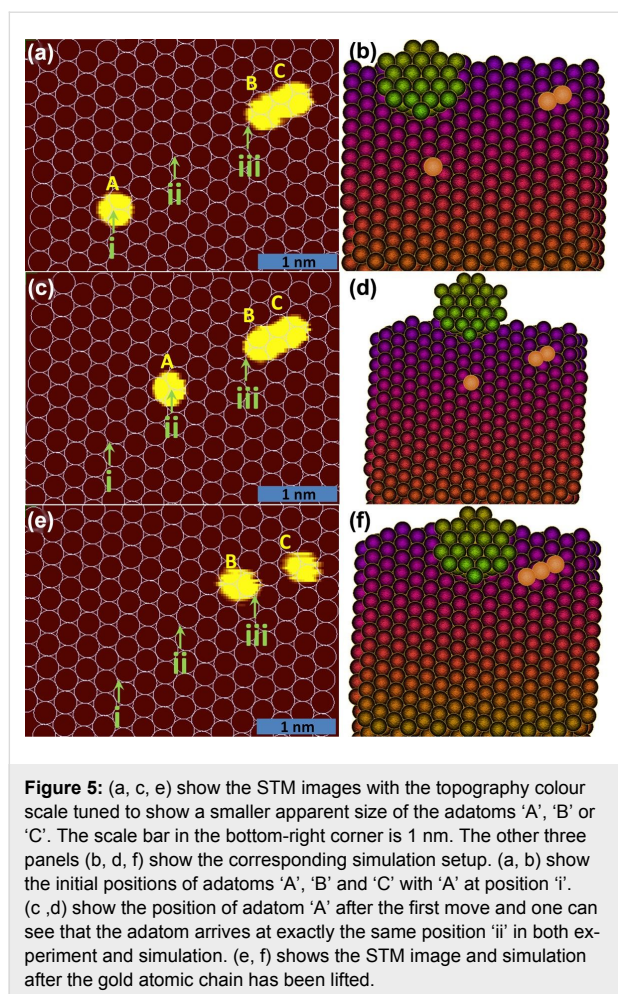 (a)
B
C
iii
ii
A
i
1 nm
(b)
(c)
B
C
A
iii
ii
i
1 nm
(d)
(e)
C
B
iii
ii
i
1 nm
(f)
Figure 5: (a, c, e) show the STM images with the topography colour
scale tuned to show a smaller apparent size of the adatoms ‘A’, ‘B’ or
‘C’. The scale bar in the bottom-right corner is 1 nm. The other three
panels (b, d, f) show the corresponding simulation setup. (a, b) show
the initial positions of adatoms ‘A’, ‘B’ and ‘C’ with ‘A’ at position ‘i’.
(c ,d) show the position of adatom ‘A’ after the first move and one can
see that the adatom arrives at exactly the same position ‘ii’ in both ex-
periment and simulation. (e, f) shows the STM image and simulation
after the gold atomic chain has been lifted.